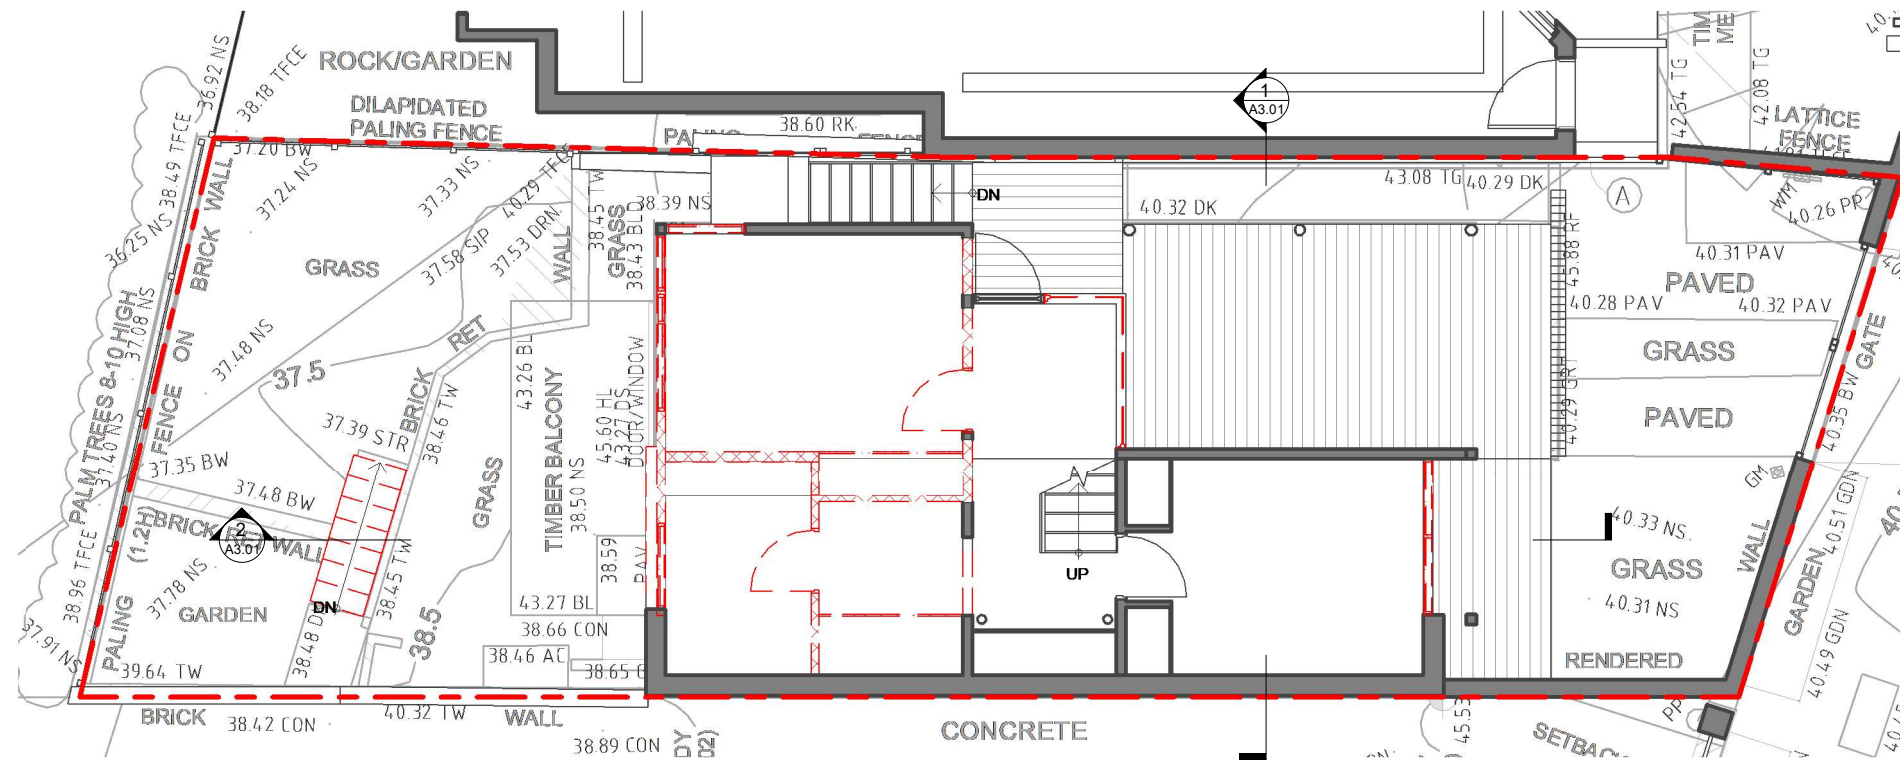 ROCK/GARDEN
DILAPIDATED
PALING FENCE
36.92 NS
38.18 TFCE
38.60 RK
1
A3.01
42.54 TG
42.08 TG
LATTICE
FENCE
37.20 BW
38.49 TFCE
36.25 NS
37.24 NS
37.33 NS
40.29 TFCE
38.45 TW
38.39 NS
DN
43.08 TG
40.29 DK
40.32 DK
A
WM
40.26 PP
BRICK WALL
FENCE ON
GRASS
37.58 S/P
37.53 DRN.
WALL
GRASS
38.43 BLD
45.88 RF
40.31 PAV
PAVED
40.28 PAV
40.32 PAV
37.08 NS
PALM TREES 8-10 HIGH
37.48 NS
RET
37.5
BRICK
43.26 BL
TIMBER BALCONY
45.60 HL
43.27 DS
DOOR/WINDOW
GRASS
GATE
PAVED
40.35 BW
40.29 GRT
37.40 NS
37.39 STR
38.46 TW
37.35 BW
37.48 BW
GRASS
38.50 NS
GM
40.51 GDN
BRICK RET WALL
2
A3.01
(1.2H)
PALING
38.96 TFCE
37.78 NS
38.45 TW
38.59
PAV
UP
40.33 NS
GRASS
40.31 NS
WALL
GARDEN
GARDEN
DN
43.27 BL
38.66 CON
38.5
37.91 NS
39.64 TW
38.46 AC
RENDERED
40.49 GDN
BRICK
38.42 CON
40.32 TW
WALL
38.89 CON
CONCRETE
45.53
PP